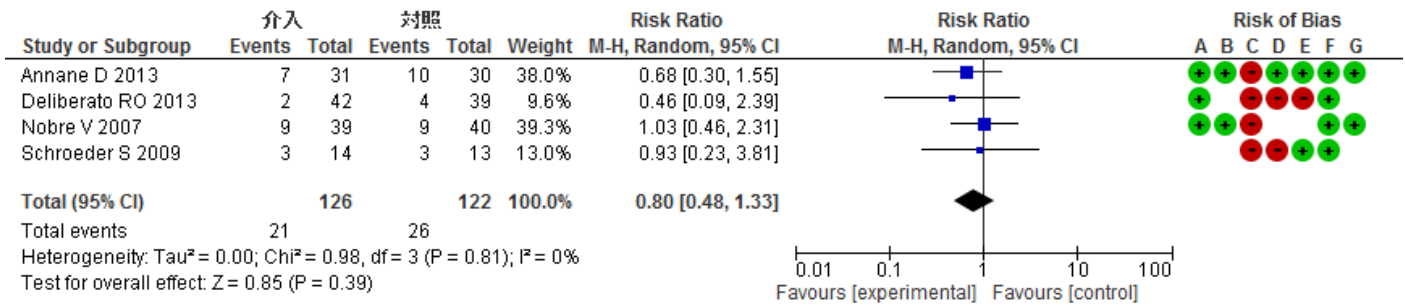 介入 対照 Risk Ratio Risk Ratio Risk of Bias
Study or Subgroup Events Total Events Total Weight M-H, Random, 95% CI M-H, Random, 95% CI A B C D E F G
Annane D 2013 7 31 10 30 38.0% 0.68 [0.30, 1.55] + + - + + + +
Deliberato RO 2013 2 42 4 39 9.6% 0.46 [0.09, 2.39] + - - - +
Nobre V 2007 9 39 9 40 39.3% 1.03 [0.46, 2.31] + + - + +
Schroeder S 2009 3 14 3 13 13.0% 0.93 [0.23, 3.81] - - + +
Total (95% CI) 126 122 100.0% 0.80 [0.48, 1.33]
Total events 21 26
Heterogeneity: Tau² = 0.00; Chi² = 0.98, df = 3 (P = 0.81); I² = 0%
Test for overall effect: Z = 0.85 (P = 0.39)
0.01 0.1 1 10 100
Favours [experimental] Favours [control]